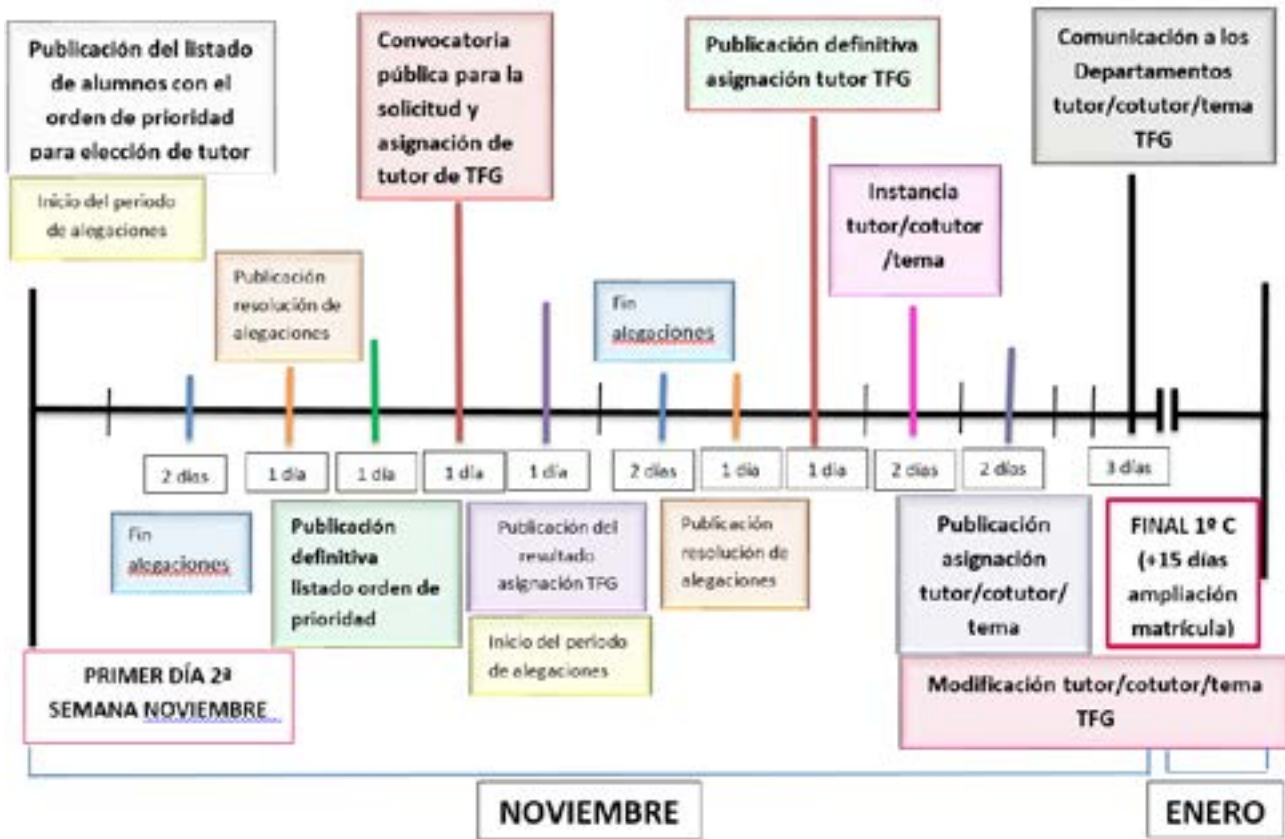 Publicación del listado
de alumnos con el
orden de prioridad
para elección de tutor
Inicio del periodo
de alegaciones
Publicación
resolución de
alegaciones
Convocatoria
pública para la
solicitud y
asignación de
tutor de TFG
Fin
alegaciones
Publicación definitiva
asignación tutor TFG
Instancia
tutor/cotutor
/tema
Comunicación a los
Departamentos
tutor/cotutor/tema
TFG
2 días
1 día
1 día
1 día
1 día
2 días
1 día
1 día
2 días
2 días
3 días
Fin
alegaciones
Publicación
definitiva
listado orden de
prioridad
Publicación del
resultado
asignación TFG
Inicio del periodo
de alegaciones
Publicación
resolución de
alegaciones
Publicación
asignación
tutor/cotutor/
tema
FINAL 1º C
(+15 días
ampliación
matrícula)
Modificación tutor/cotutor/tema
TFG
PRIMER DÍA 2ª
SEMANA NOVIEMBRE
NOVIEMBRE
ENERO